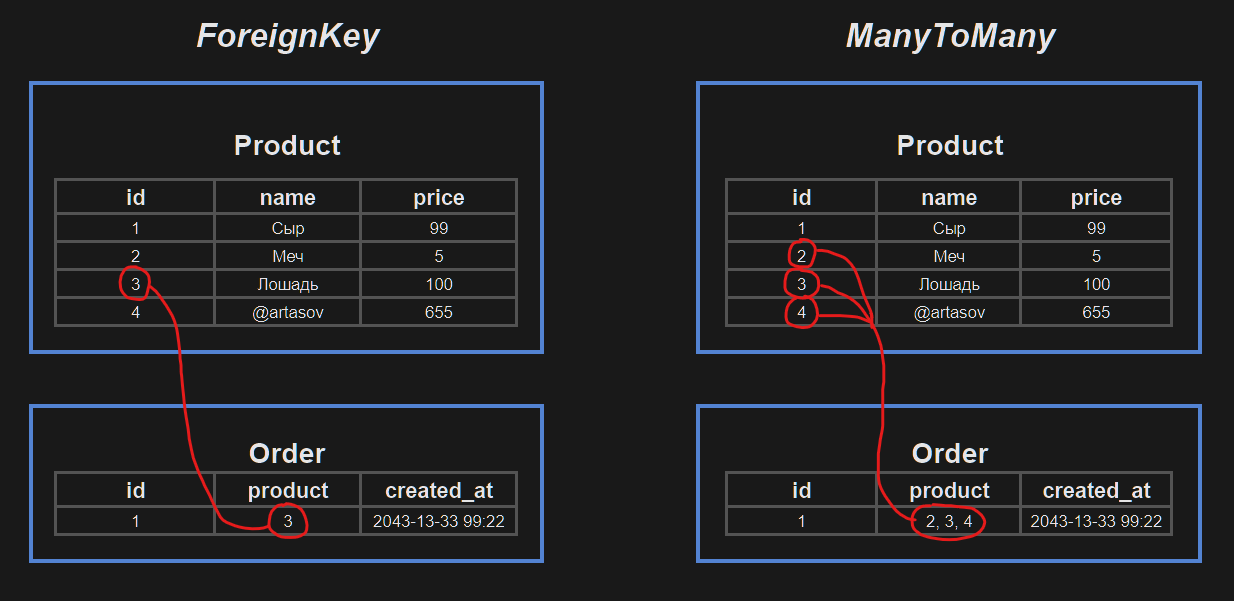 ForeignKey
Product
id name price
1 Сыр 99
2 Меч 5
3 Лошадь 100
4 @artasov 655
Order
id product created_at
1 3 2043-13-33 99:22
ManyToMany
Product
id name price
1 Сыр 99
2 Меч 5
3 Лошадь 100
4 @artasov 655
Order
id product created_at
1 2, 3, 4 2043-13-33 99:22